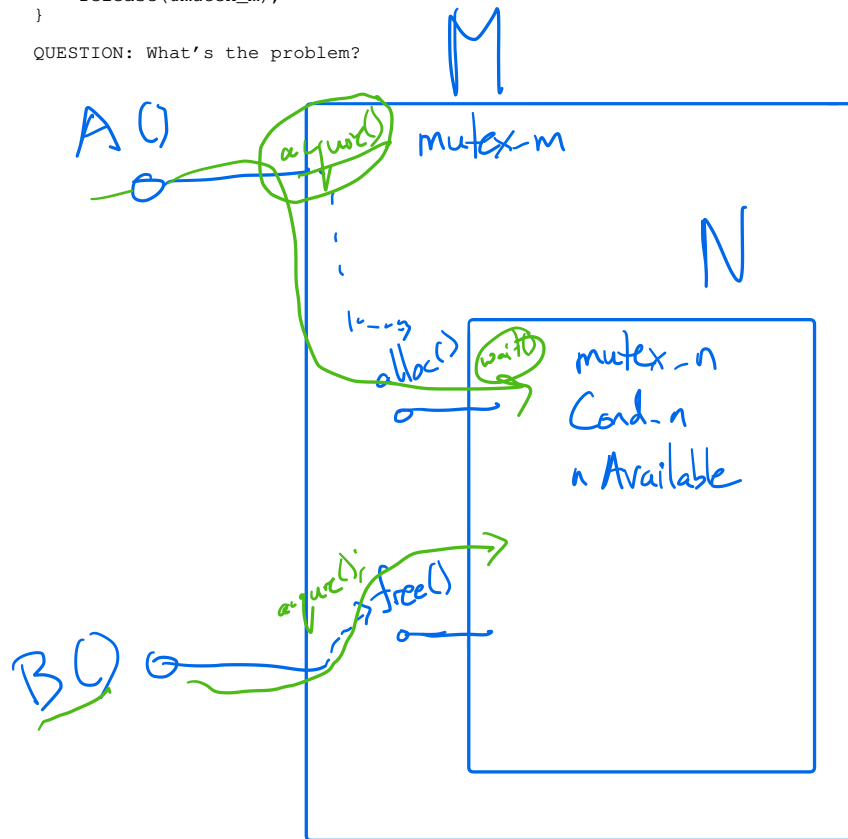 }
QUESTION: What's the problem?
M
A()
acquire()
mutex_m
N
alloc()
wait()
mutex_n
Cond_n
n Available
acquire();
free()
B()